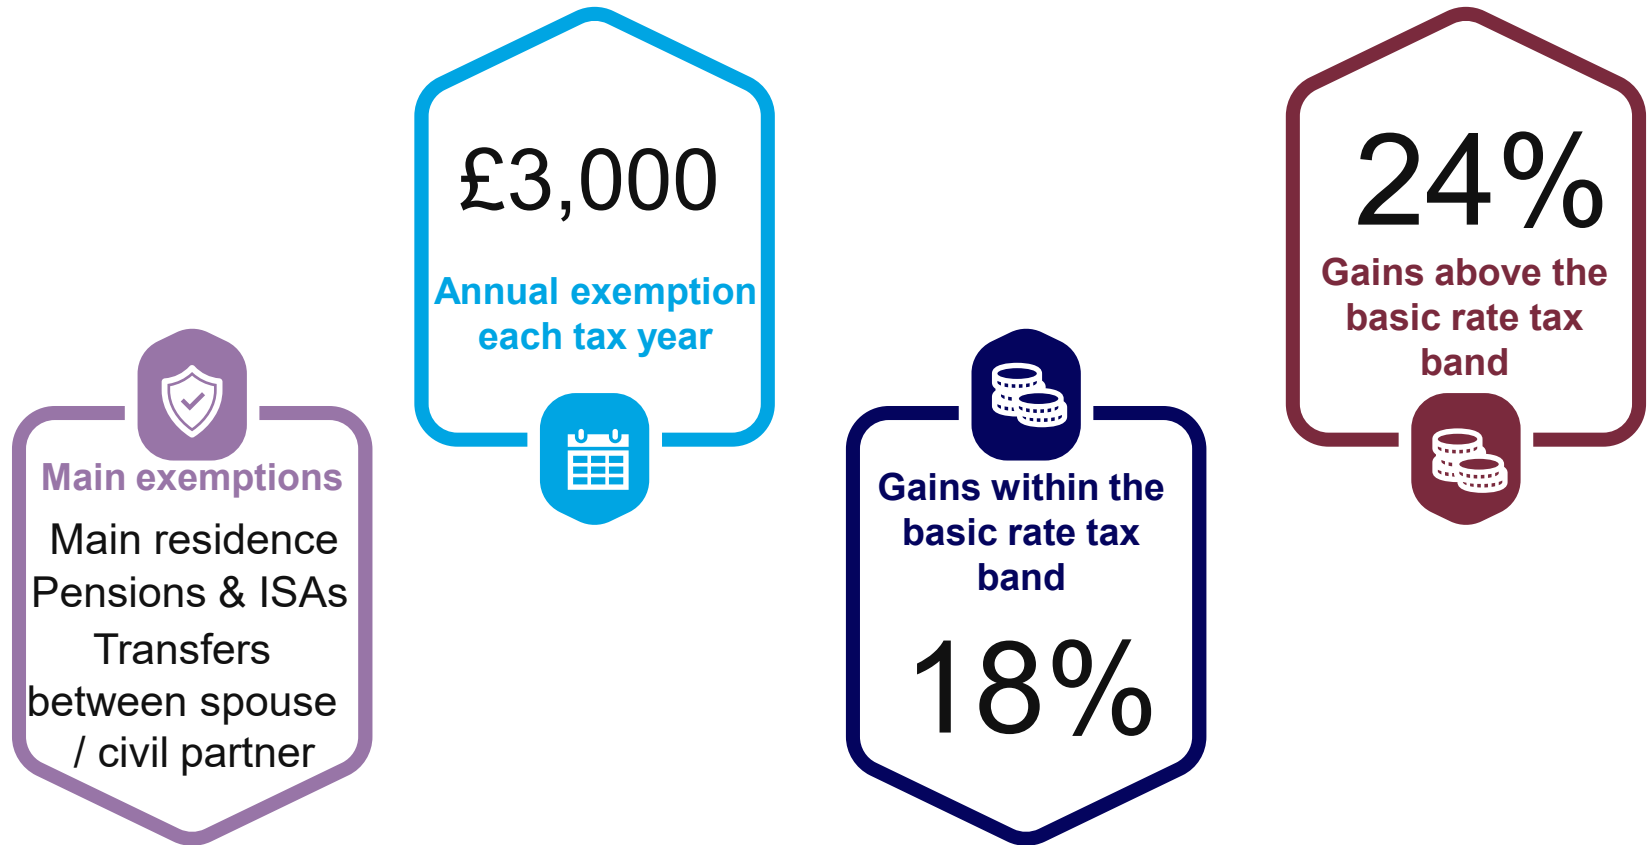 Main exemptions
Main residence
Pensions & ISAs
Transfers
between spouse
/ civil partner
£3,000
Annual exemption
each tax year
Gains within the
basic rate tax
band
18%
24%
Gains above the
basic rate tax
band